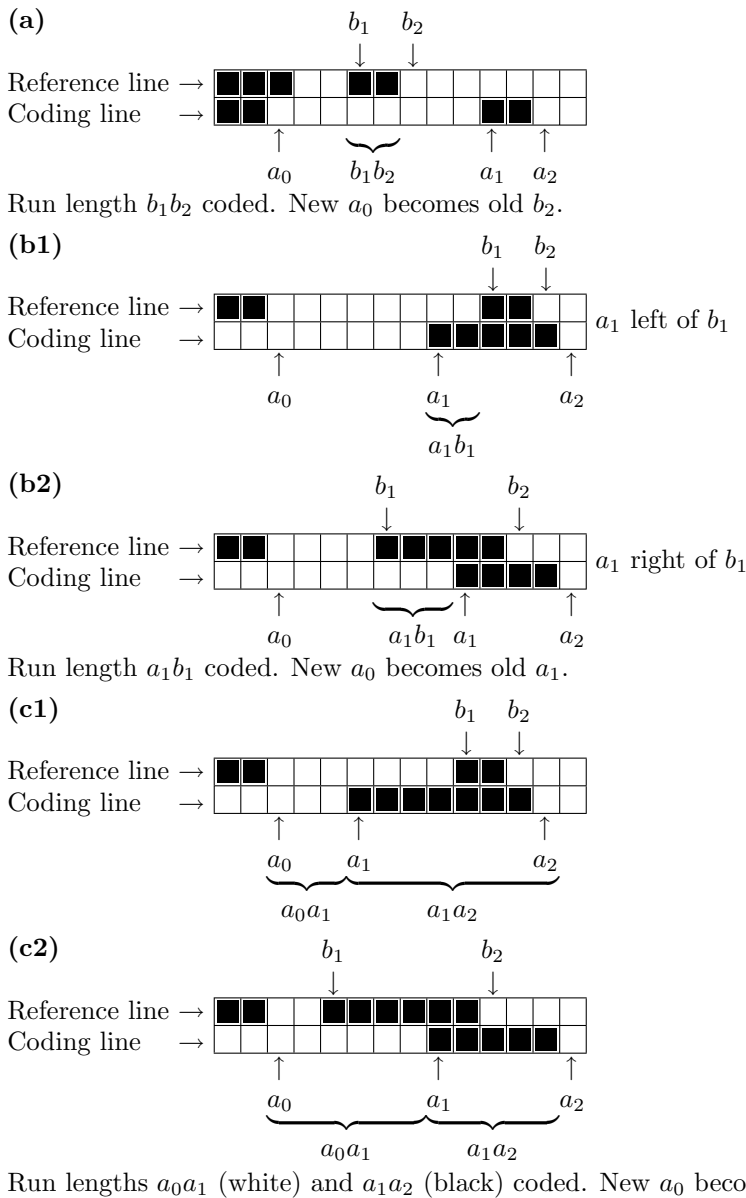 (a)
b₁ b₂
Reference line →
Coding line →
a₀ b₁b₂ a₁ a₂
Run length b₁b₂ coded. New a₀ becomes old b₂.
(b1)
b₁ b₂
Reference line →
Coding line →
a₁ left of b₁
a₀ a₁ a₂
a₁b₁
(b2)
b₁ b₂
Reference line →
Coding line →
a₁ right of b₁
a₀ a₁b₁ a₁ a₂
Run length a₁b₁ coded. New a₀ becomes old a₁.
(c1)
b₁ b₂
Reference line →
Coding line →
a₀ a₁ a₂
a₀a₁ a₁a₂
(c2)
b₁ b₂
Reference line →
Coding line →
a₀ a₁ a₂
a₀a₁ a₁a₂
Run lengths a₀a₁ (white) and a₁a₂ (black) coded. New a₀ beco